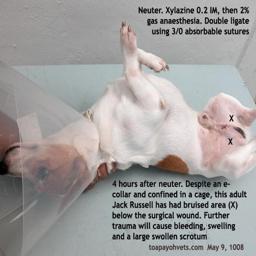 Neuter. Xylazine 0.2 IM, then 2%
gas anaesthesia. Double ligate
using 3/0 absorbable sutures
X
X
4 hours after neuter. Despite an e-
collar and confined in a cage, this adult
Jack Russell has had bruised area (X)
below the surgical wound. Further
trauma will cause bleeding, swelling
and a large swollen scrotum
toapayohvets.com May 9, 1008